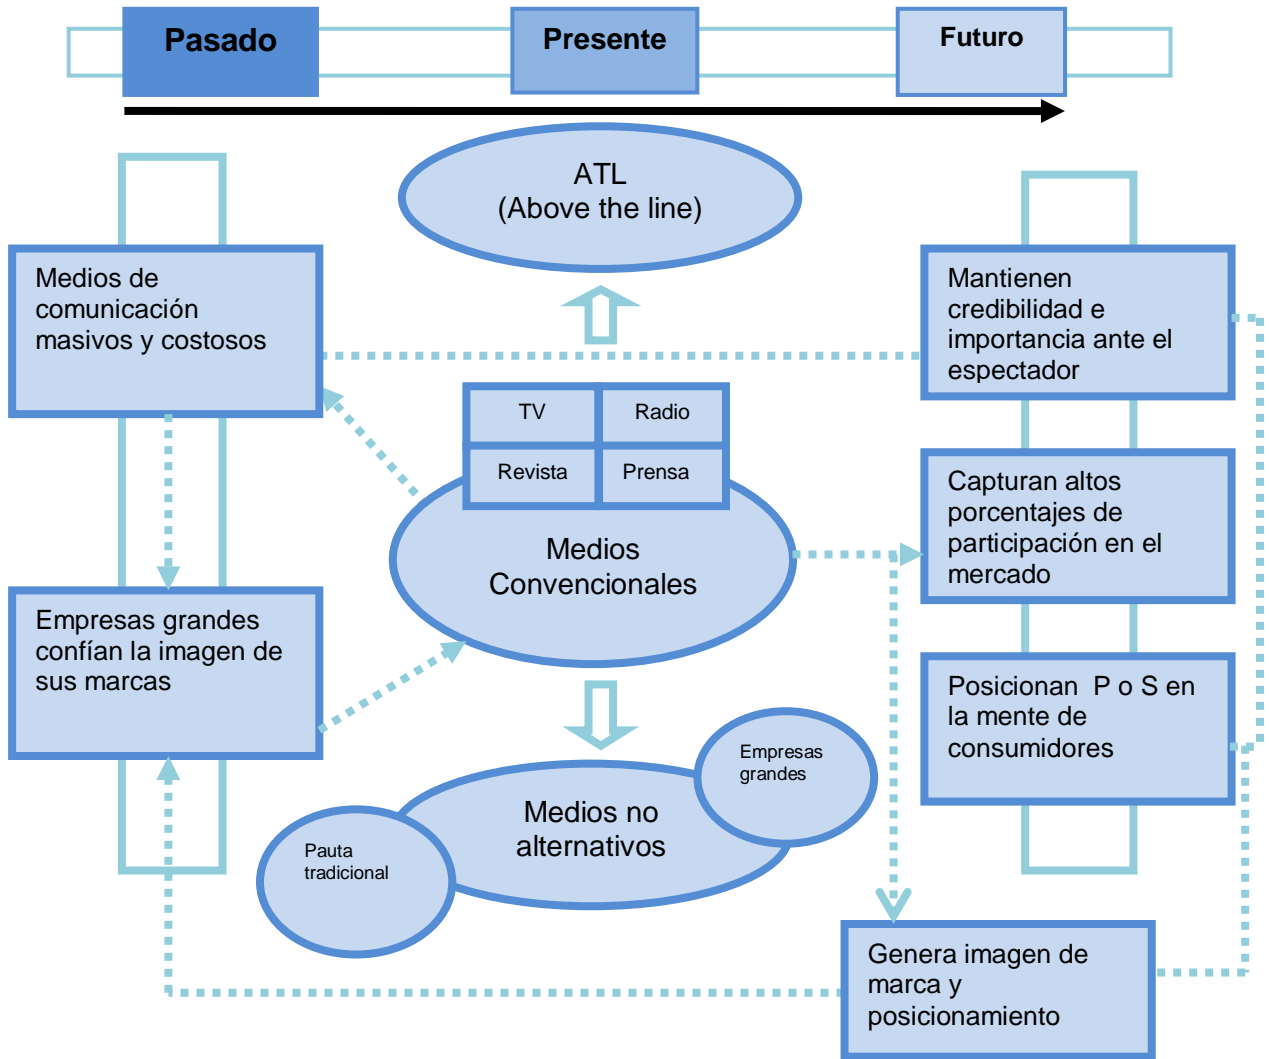 Pasado
Presente
Futuro
ATL
(Above the line)
Medios de
comunicación
masivos y costosos
Mantienen
credibilidad e
importancia ante el
espectador
TV
Radio
Revista
Prensa
Medios
Convencionales
Capturan altos
porcentajes de
participación en el
mercado
Empresas grandes
confían la imagen de
sus marcas
Posicionan P o S en
la mente de
consumidores
Empresas
grandes
Medios no
alternativos
Pauta
tradicional
Genera imagen de
marca y
posicionamiento